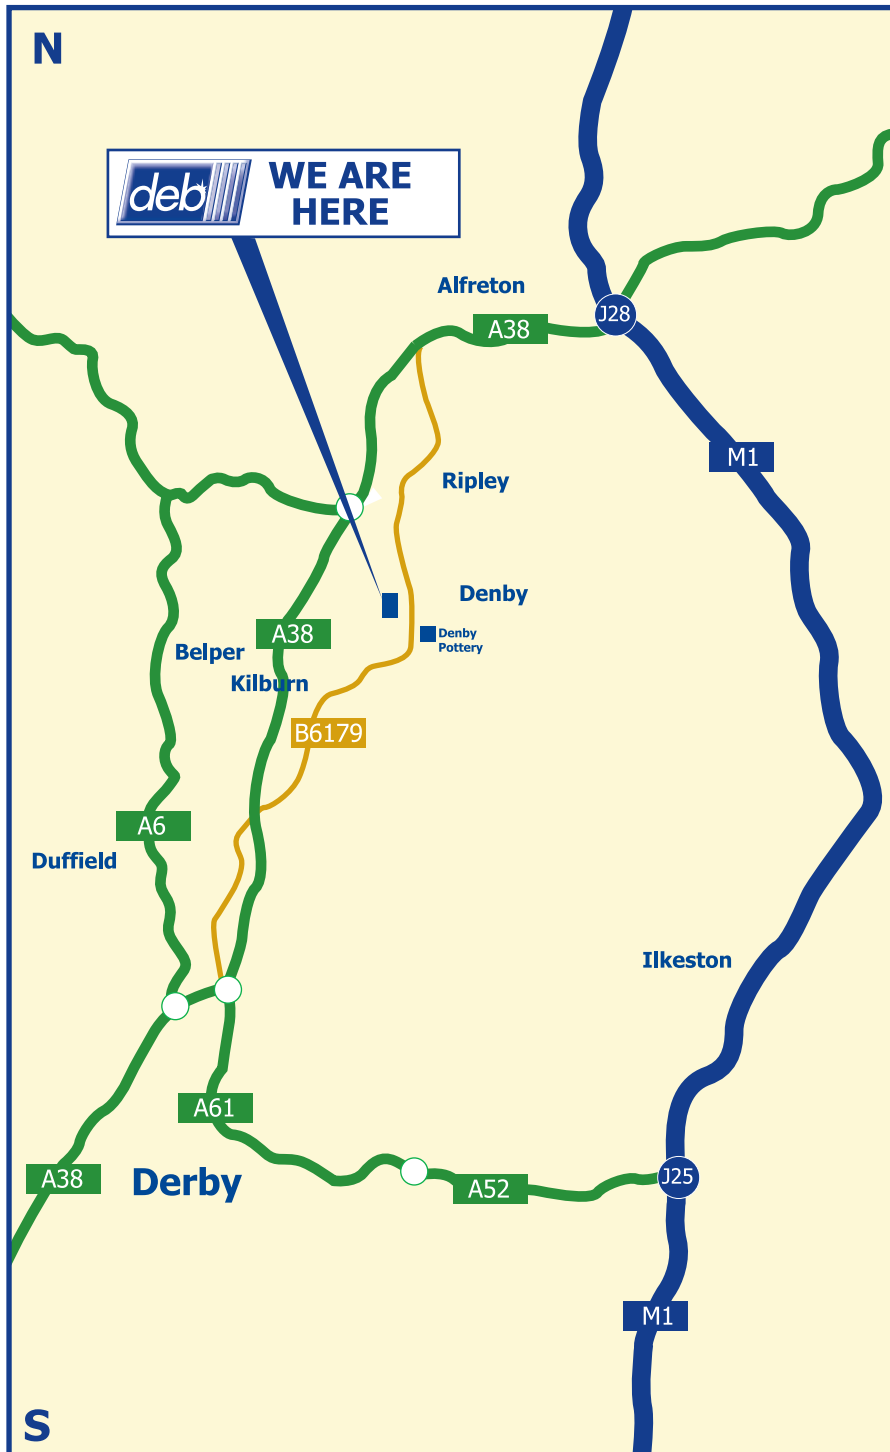 N
deb
WE ARE
HERE
Alfreton
A38
J28
M1
Ripley
Denby
A38
Denby
Pottery
Belper
Kilburn
B6179
A6
Duffield
Ilkeston
A61
A38
Derby
A52
J25
M1
S